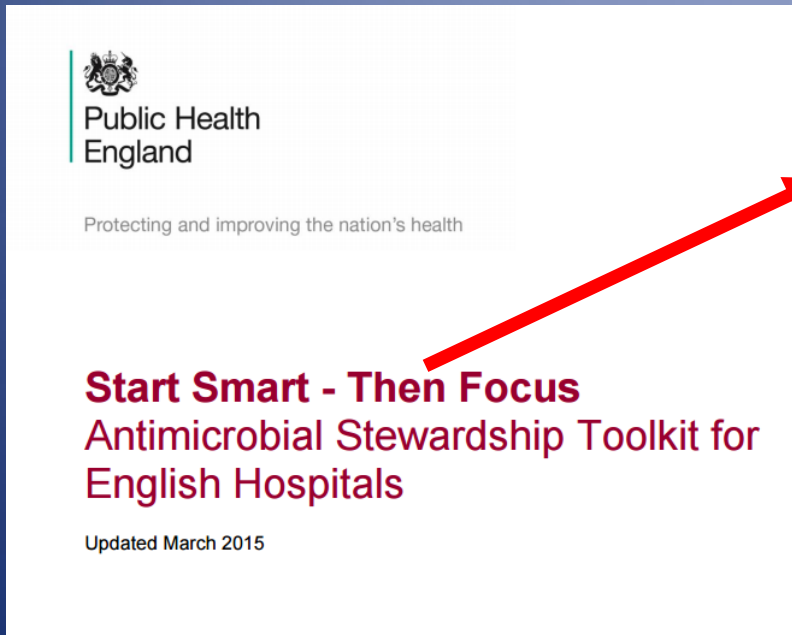 Public Health
England
Protecting and improving the nation's health
Start Smart - Then Focus
Antimicrobial Stewardship Toolkit for
English Hospitals
Updated March 2015